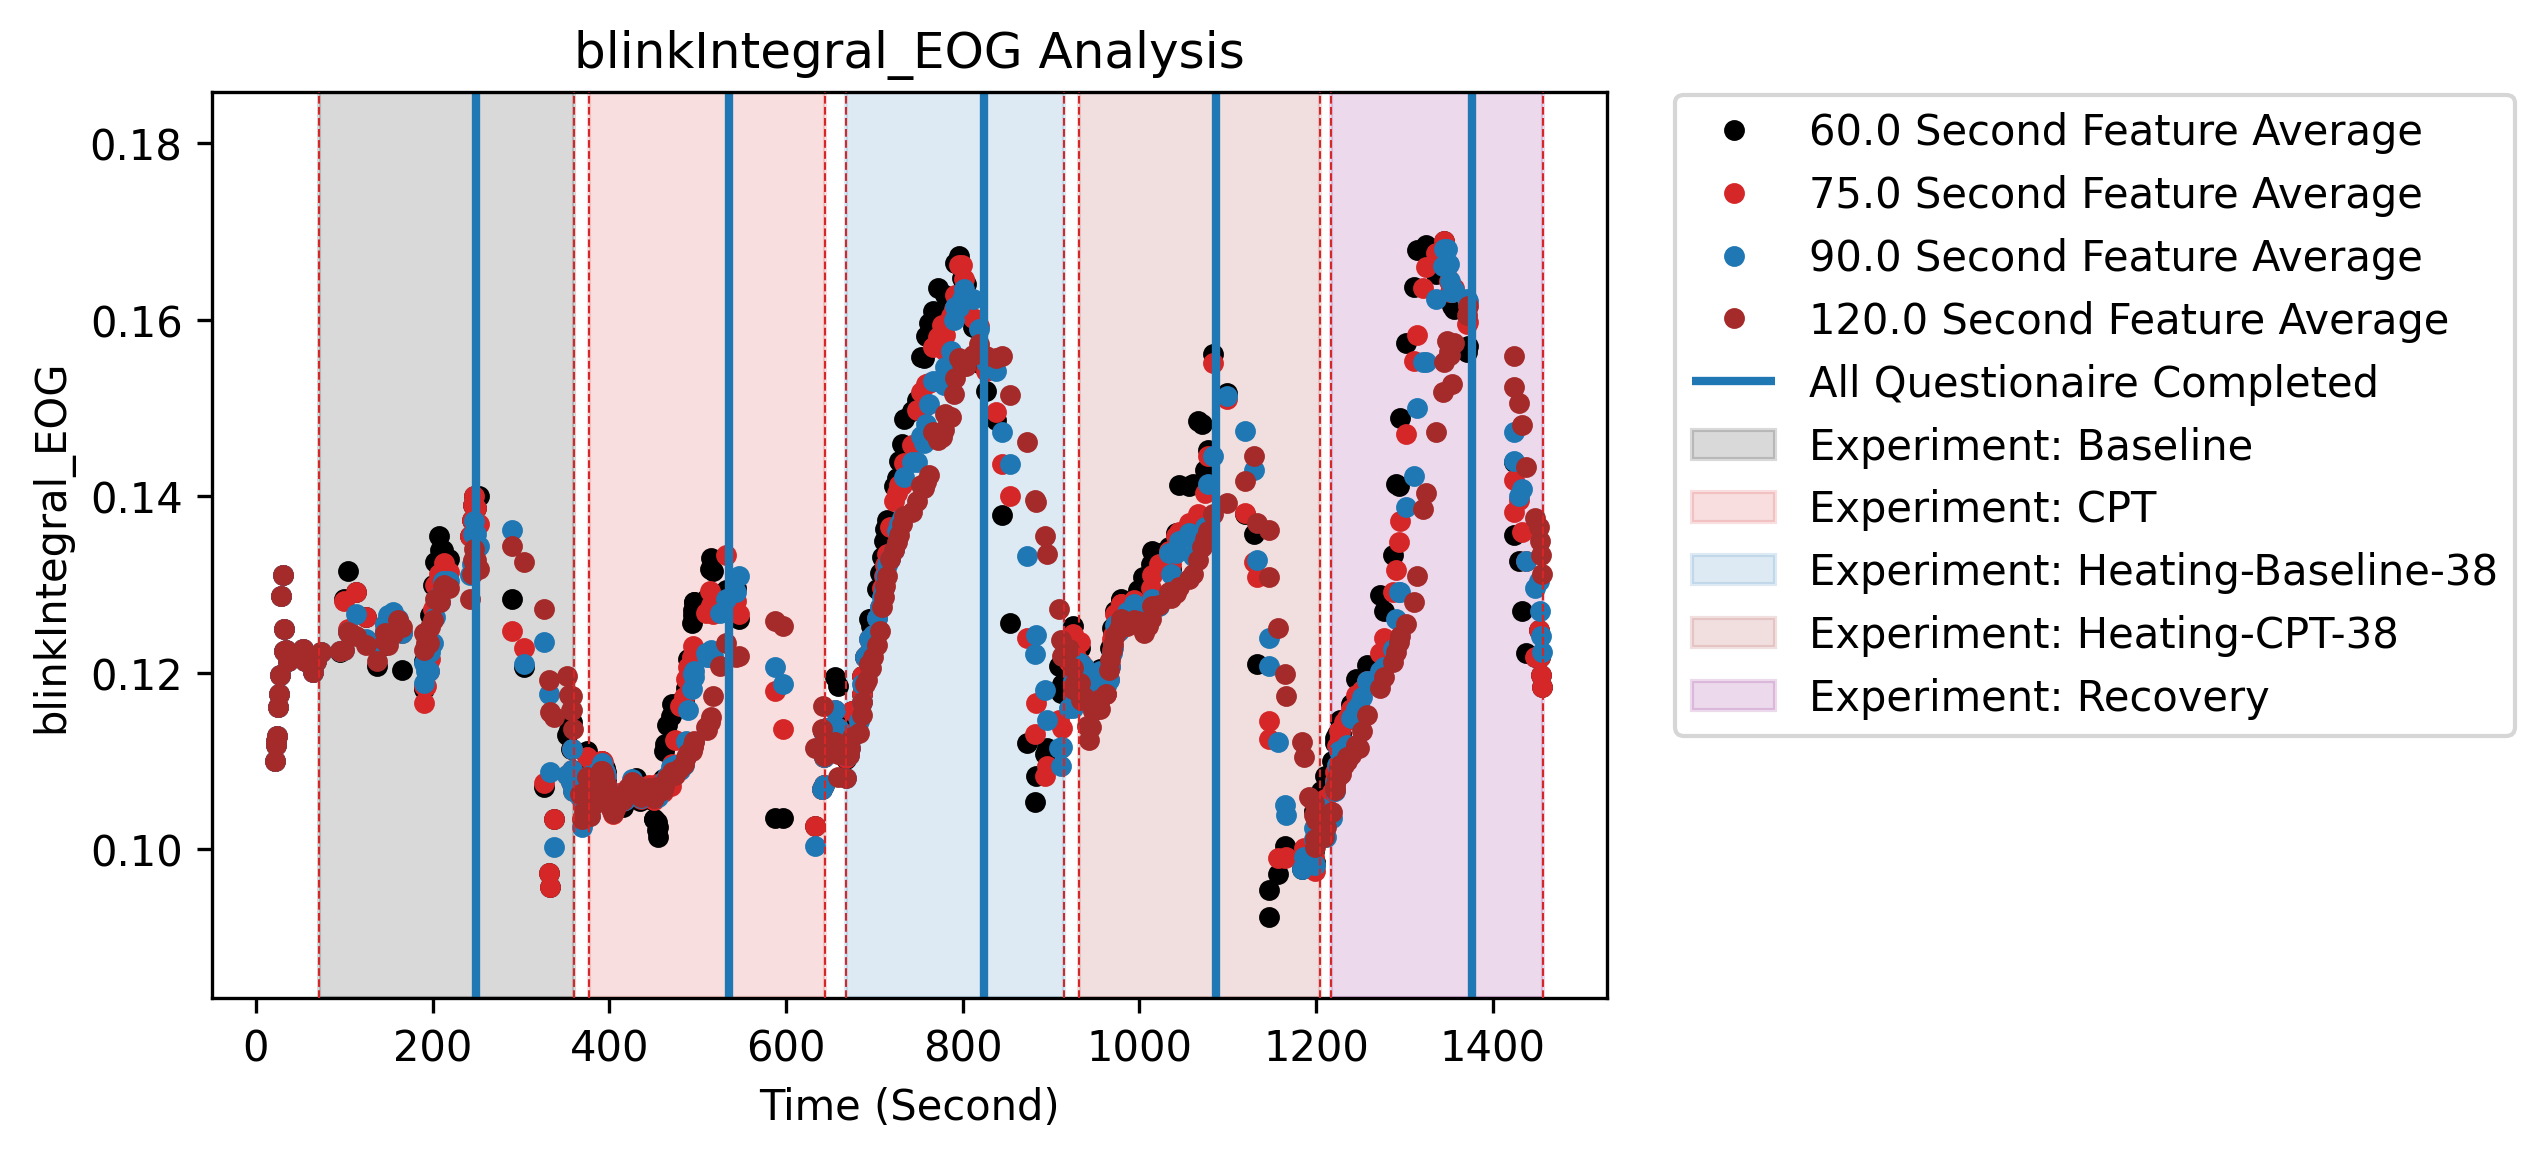 blinkIntegral_EOG Analysis
blinkIntegral_EOG
0.18
0.16
0.14
0.12
0.10
0
200
400
600
800
1000
1200
1400
Time (Second)
60.0 Second Feature Average
75.0 Second Feature Average
90.0 Second Feature Average
120.0 Second Feature Average
All Questionaire Completed
Experiment: Baseline
Experiment: CPT
Experiment: Heating-Baseline-38
Experiment: Heating-CPT-38
Experiment: Recovery